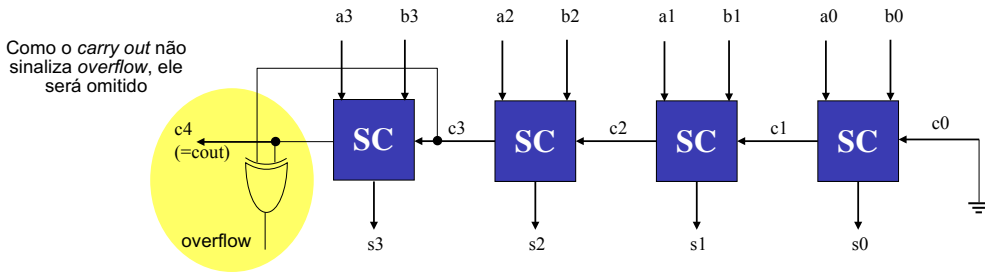 a3 b3 a2 b2 a1 b1 a0 b0
Como o carry out não
sinaliza overflow, ele
será omitido
c4
(=cout)
SC c3 SC c2 SC c1 SC c0
overflow
s3 s2 s1 s0